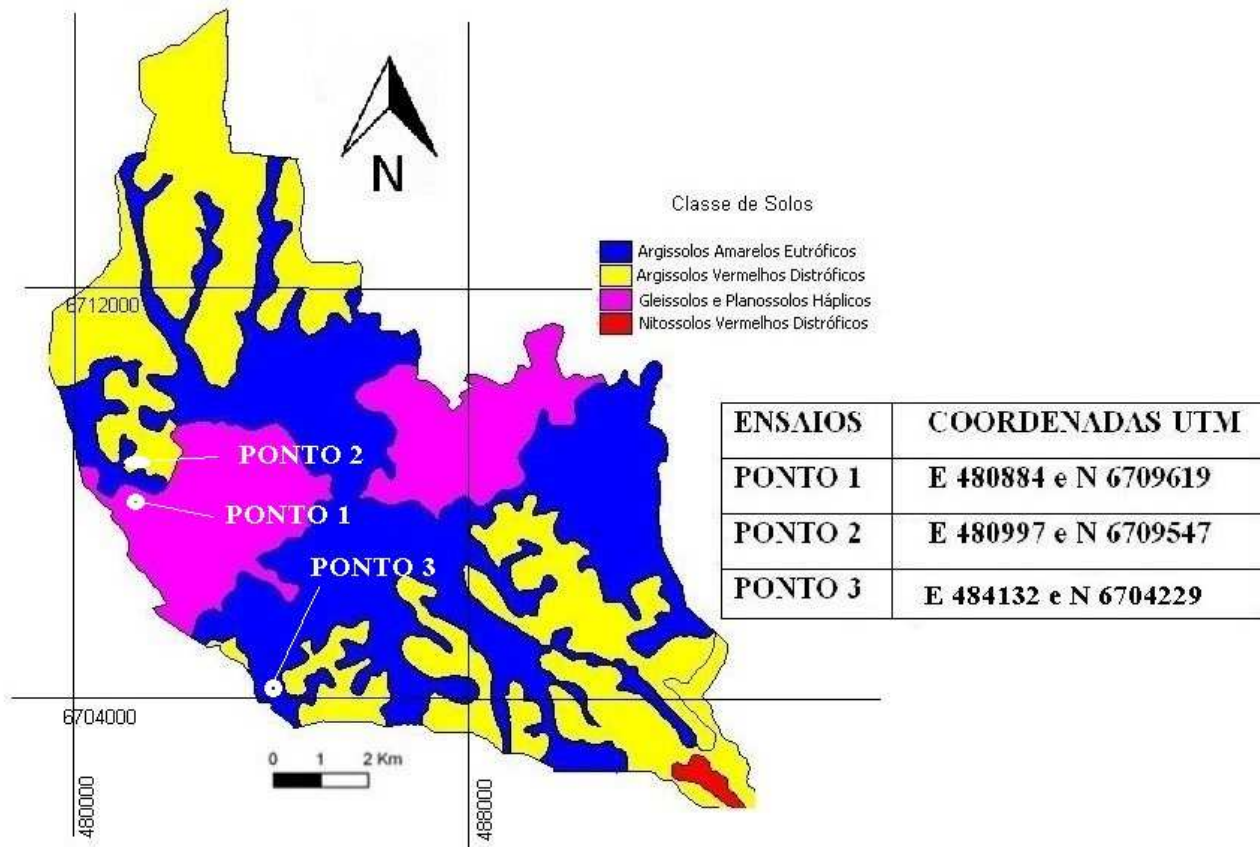 N
Classe de Solos
Argissolos Amarelos Eutróficos
Argissolos Vermelhos Distróficos
Gleissolos e Planossolos Háplicos
Nitossolos Vermelhos Distróficos
6712000
PONTO 2
PONTO 1
PONTO 3
6704000
0 1 2 Km
480000
488000
ENSAIOS COORDENADAS UTM
PONTO 1 E 480884 e N 6709619
PONTO 2 E 480997 e N 6709547
PONTO 3 E 484132 e N 6704229